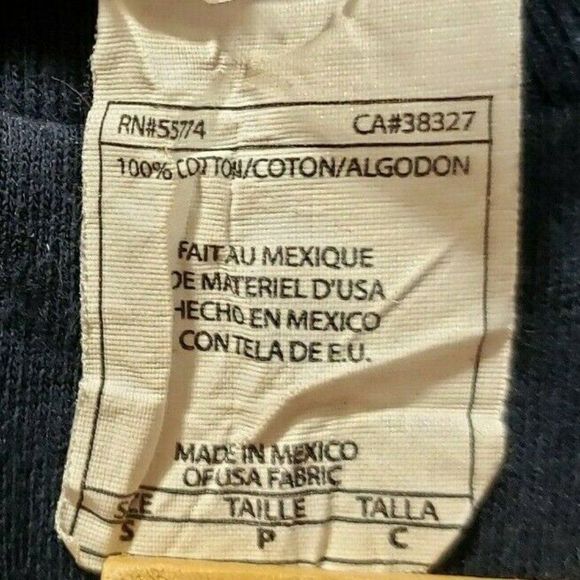 RN#55774 CA#38327
100% COTTON/COTON/ALGODON
FAIT AU MEXIQUE
DE MATERIEL D'USA
HECHO EN MEXICO
CON TELA DE E.U.
MADE IN MEXICO
OF USA FABRIC
SIZE TAILLE TALLA
S P C